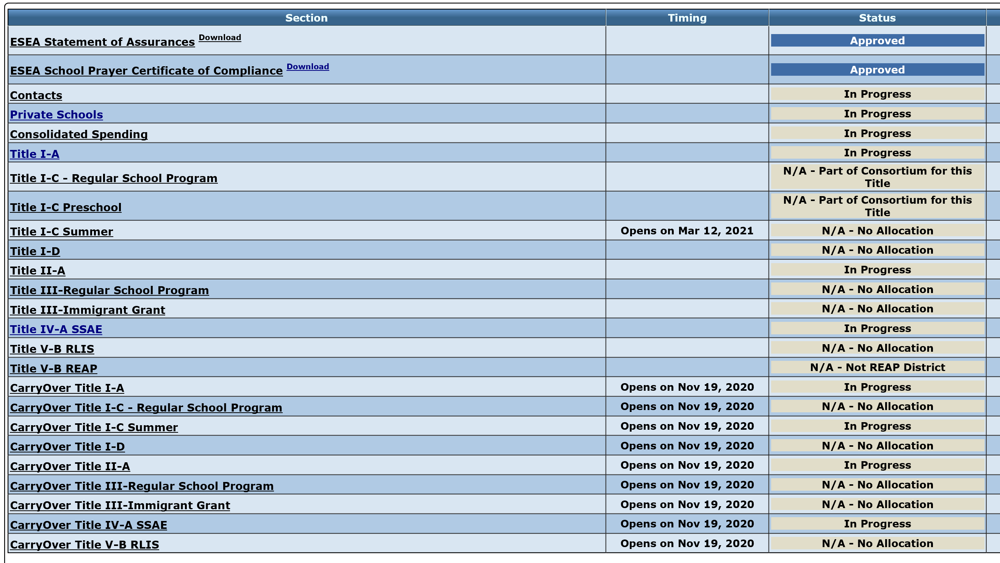 Section Timing Status
ESEA Statement of Assurances Download Approved
ESEA School Prayer Certificate of Compliance Download Approved
Contacts In Progress
Private Schools In Progress
Consolidated Spending In Progress
Title I-A In Progress
Title I-C - Regular School Program N/A - Part of Consortium for this
Title
Title I-C Preschool N/A - Part of Consortium for this
Title
Title I-C Summer Opens on Mar 12, 2021 N/A - No Allocation
Title I-D N/A - No Allocation
Title II-A In Progress
Title III-Regular School Program N/A - No Allocation
Title III-Immigrant Grant N/A - No Allocation
Title IV-A SSAE In Progress
Title V-B RLIS N/A - No Allocation
Title V-B REAP N/A - Not REAP District
CarryOver Title I-A Opens on Nov 19, 2020 In Progress
CarryOver Title I-C - Regular School Program Opens on Nov 19, 2020 N/A - No Allocation
CarryOver Title I-C Summer Opens on Nov 19, 2020 In Progress
CarryOver Title I-D Opens on Nov 19, 2020 N/A - No Allocation
CarryOver Title II-A Opens on Nov 19, 2020 In Progress
CarryOver Title III-Regular School Program Opens on Nov 19, 2020 N/A - No Allocation
CarryOver Title III-Immigrant Grant Opens on Nov 19, 2020 N/A - No Allocation
CarryOver Title IV-A SSAE Opens on Nov 19, 2020 In Progress
CarryOver Title V-B RLIS Opens on Nov 19, 2020 N/A - No Allocation